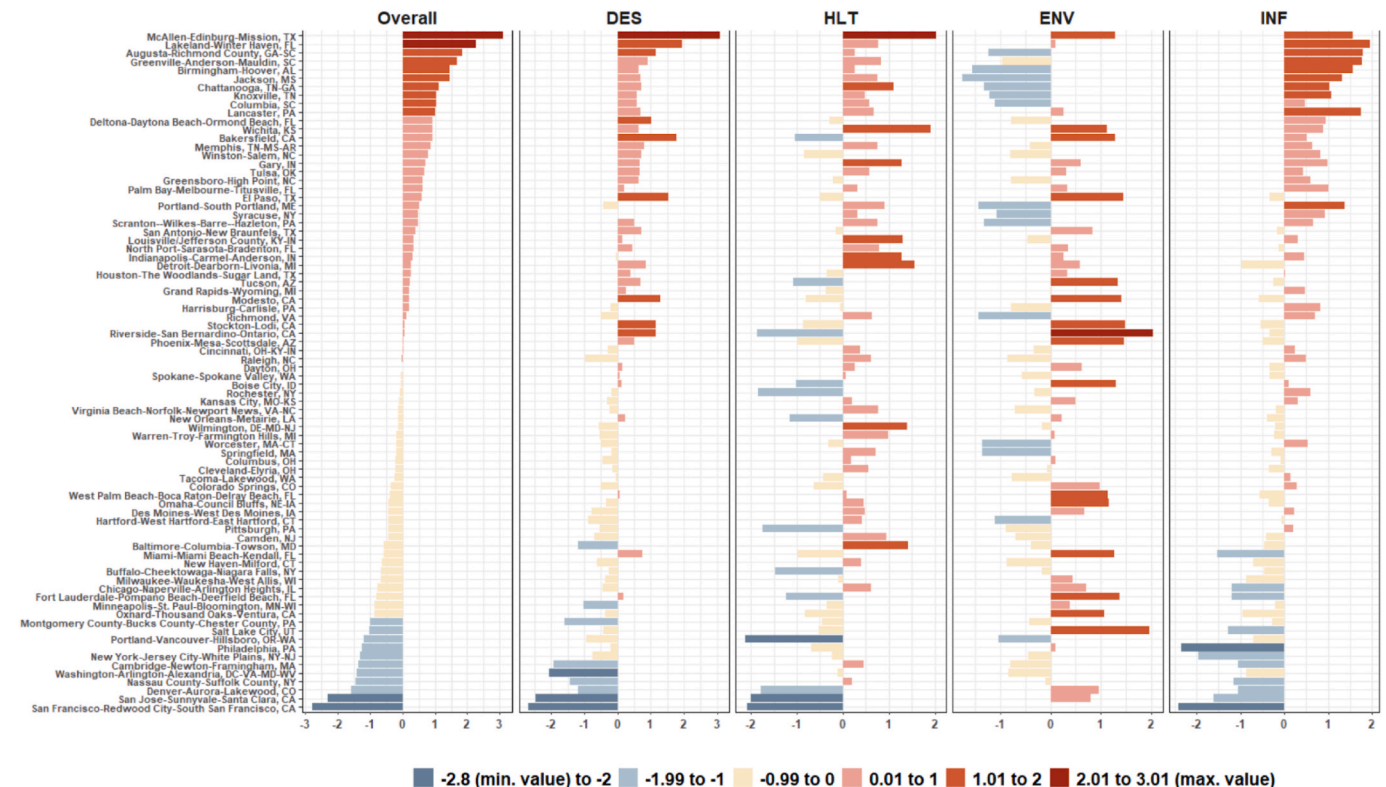 Overall DES HLT ENV INF
McAllen-Edinburg-Mission, TX
Lakeland-Winter Haven, FL
Augusta-Richmond County, GA-SC
Greenville-Anderson-Mauldin, SC
Birmingham-Hoover, AL
Jackson, MS
Chattanooga, TN-GA
Knoxville, TN
Columbia, SC
Lancaster, PA
Deltona-Daytona Beach-Ormond Beach, FL
Wichita, KS
Bakersfield, CA
Memphis, TN-MS-AR
Winston-Salem, NC
Gary, IN
Tulsa, OK
Greensboro-High Point, NC
Palm Bay-Melbourne-Titusville, FL
El Paso, TX
Portland-South Portland, ME
Syracuse, NY
Scranton--Wilkes-Barre--Hazleton, PA
San Antonio-New Braunfels, TX
Louisville/Jefferson County, KY-IN
North Port-Sarasota-Bradenton, FL
Indianapolis-Carmel-Anderson, IN
Detroit-Dearborn-Livonia, MI
Houston-The Woodlands-Sugar Land, TX
Tucson, AZ
Grand Rapids-Wyoming, MI
Modesto, CA
Harrisburg-Carlisle, PA
Richmond, VA
Stockton-Lodi, CA
Riverside-San Bernardino-Ontario, CA
Phoenix-Mesa-Scottsdale, AZ
Cincinnati, OH-KY-IN
Raleigh, NC
Dayton, OH
Spokane-Spokane Valley, WA
Boise City, ID
Rochester, NY
Kansas City, MO-KS
Virginia Beach-Norfolk-Newport News, VA-NC
New Orleans-Metairie, LA
Wilmington, DE-MD-NJ
Warren-Troy-Farmington Hills, MI
Worcester, MA-CT
Springfield, MA
Columbus, OH
Cleveland-Elyria, OH
Tacoma-Lakewood, WA
Colorado Springs, CO
West Palm Beach-Boca Raton-Delray Beach, FL
Omaha-Council Bluffs, NE-IA
Des Moines-West Des Moines, IA
Hartford-West Hartford-East Hartford, CT
Pittsburgh, PA
Camden, NJ
Baltimore-Columbia-Towson, MD
Miami-Miami Beach-Kendall, FL
New Haven-Milford, CT
Buffalo-Cheektowaga-Niagara Falls, NY
Milwaukee-Waukesha-West Allis, WI
Chicago-Naperville-Arlington Heights, IL
Fort Lauderdale-Pompano Beach-Deerfield Beach, FL
Minneapolis-St. Paul-Bloomington, MN-WI
Oxnard-Thousand Oaks-Ventura, CA
Montgomery County-Bucks County-Chester County, PA
Salt Lake City, UT
Portland-Vancouver-Hillsboro, OR-WA
Philadelphia, PA
New York-Jersey City-White Plains, NY-NJ
Cambridge-Newton-Framingham, MA
Washington-Arlington-Alexandria, DC-VA-MD-WV
Nassau County-Suffolk County, NY
Denver-Aurora-Lakewood, CO
San Jose-Sunnyvale-Santa Clara, CA
San Francisco-Redwood City-South San Francisco, CA
-3 -2 -1 0 1 2 3 -2 -1 0 1 2 3 -2 -1 0 1 2 -1 0 1 2 -2 -1 0 1 2
-2.8 (min. value) to -2 -1.99 to -1 -0.99 to 0 0.01 to 1 1.01 to 2 2.01 to 3.01 (max. value)